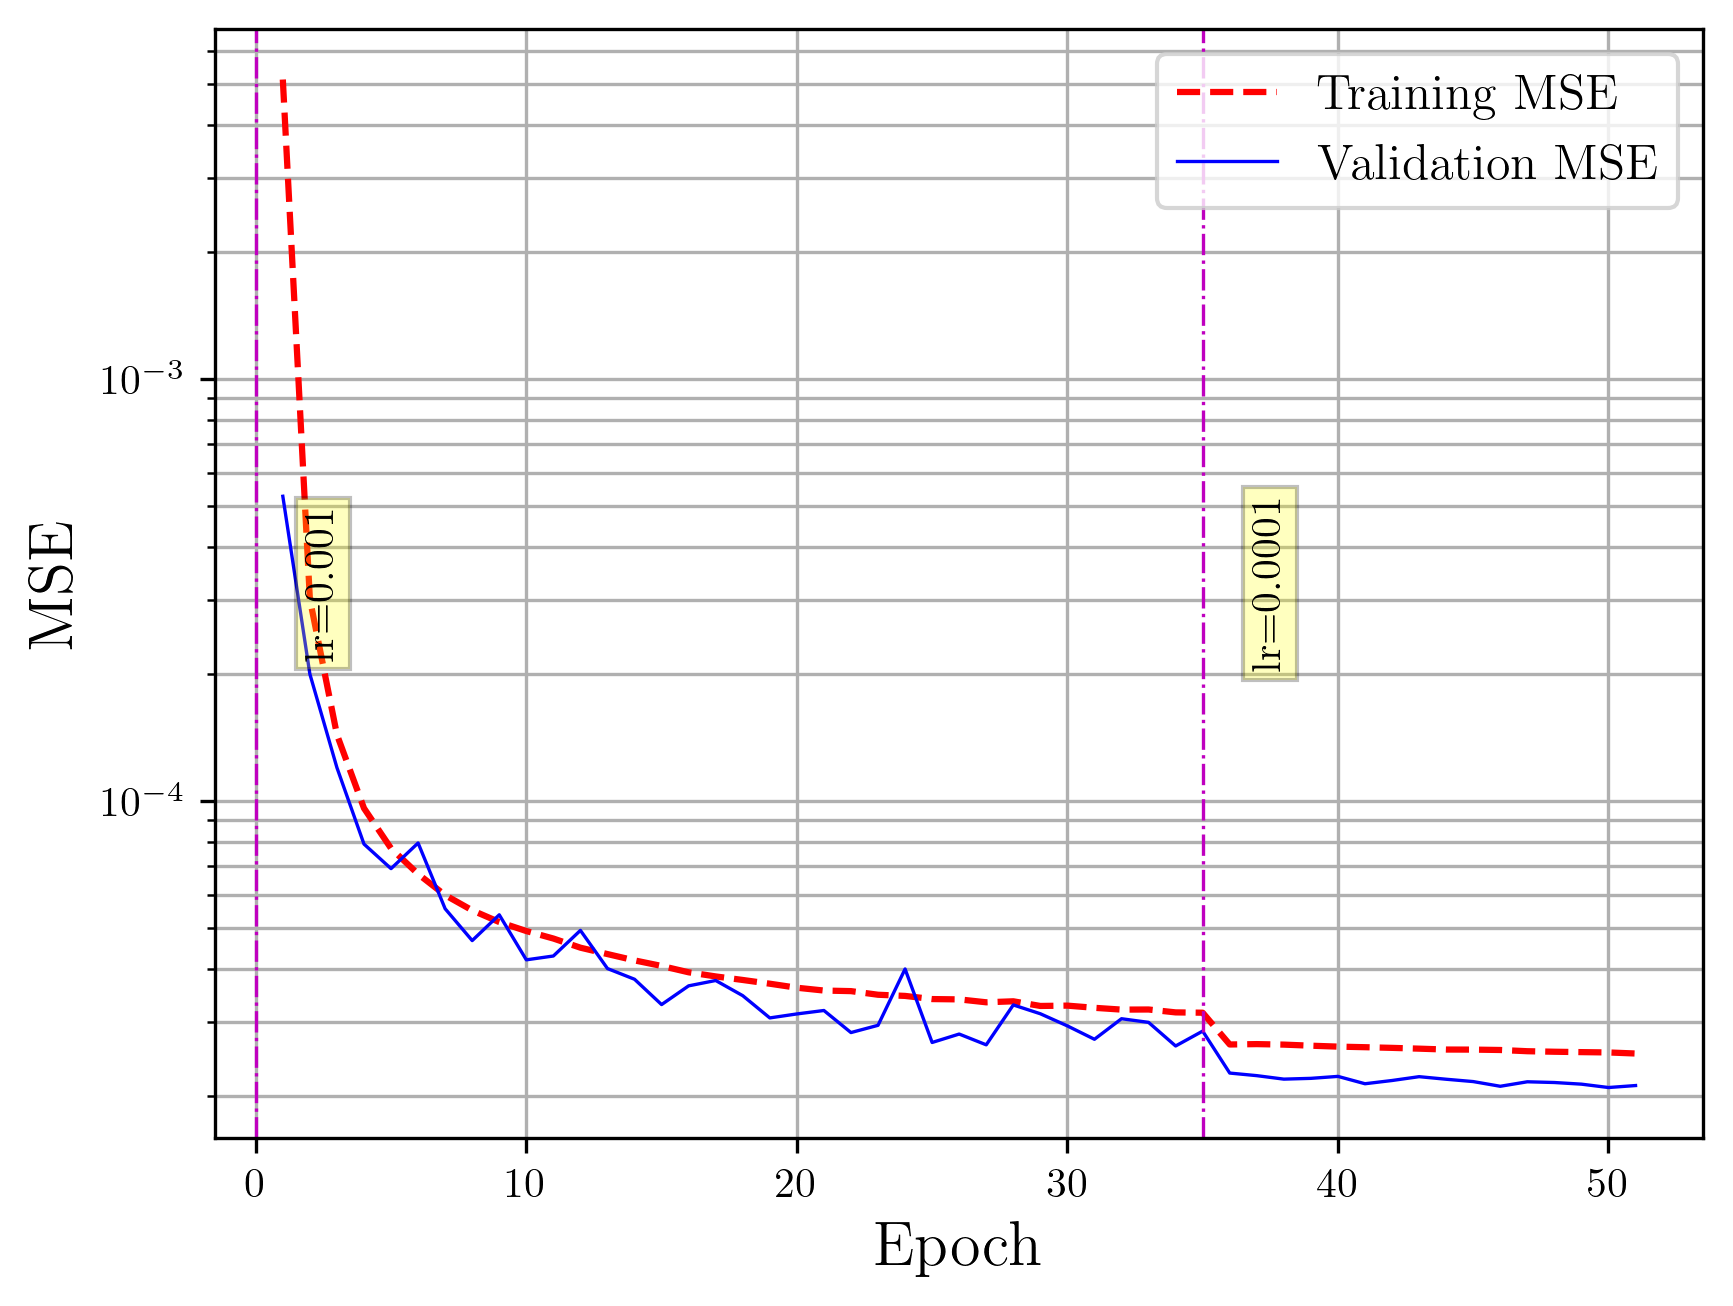 Training MSE
Validation MSE
10⁻³
10⁻⁴
MSE
lr=0.001
lr=0.0001
0 10 20 30 40 50
Epoch